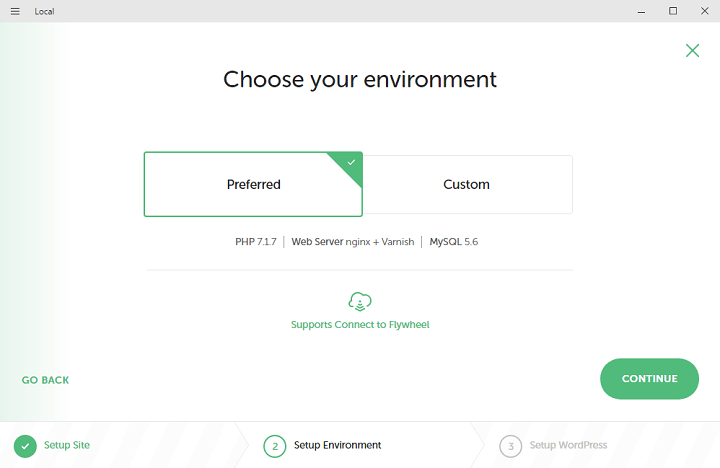 Local
Choose your environment
Preferred
Custom
PHP 7.1.7 | Web Server nginx + Varnish | MySQL 5.6
Supports Connect to Flywheel
GO BACK
CONTINUE
Setup Site
2 Setup Environment
3 Setup WordPress